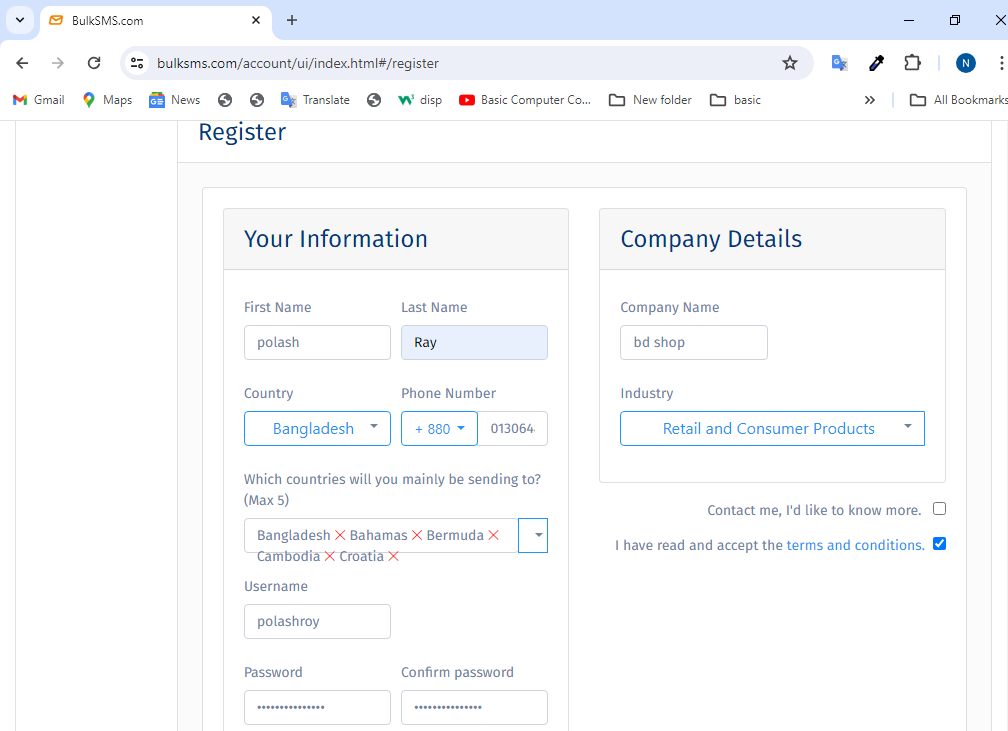 BulkSMS.com
bulksms.com/account/ui/index.html#/register
N
Gmail Maps News Translate disp Basic Computer Co... New folder basic All Bookmarks
Register
Your Information
First Name Last Name
polash Ray
Country Phone Number
Bangladesh + 880 013064
Which countries will you mainly be sending to?
(Max 5)
Bangladesh Bahamas Bermuda
Cambodia Croatia
Username
polashroy
Password Confirm password
Company Details
Company Name
bd shop
Industry
Retail and Consumer Products
Contact me, I'd like to know more.
I have read and accept the terms and conditions.